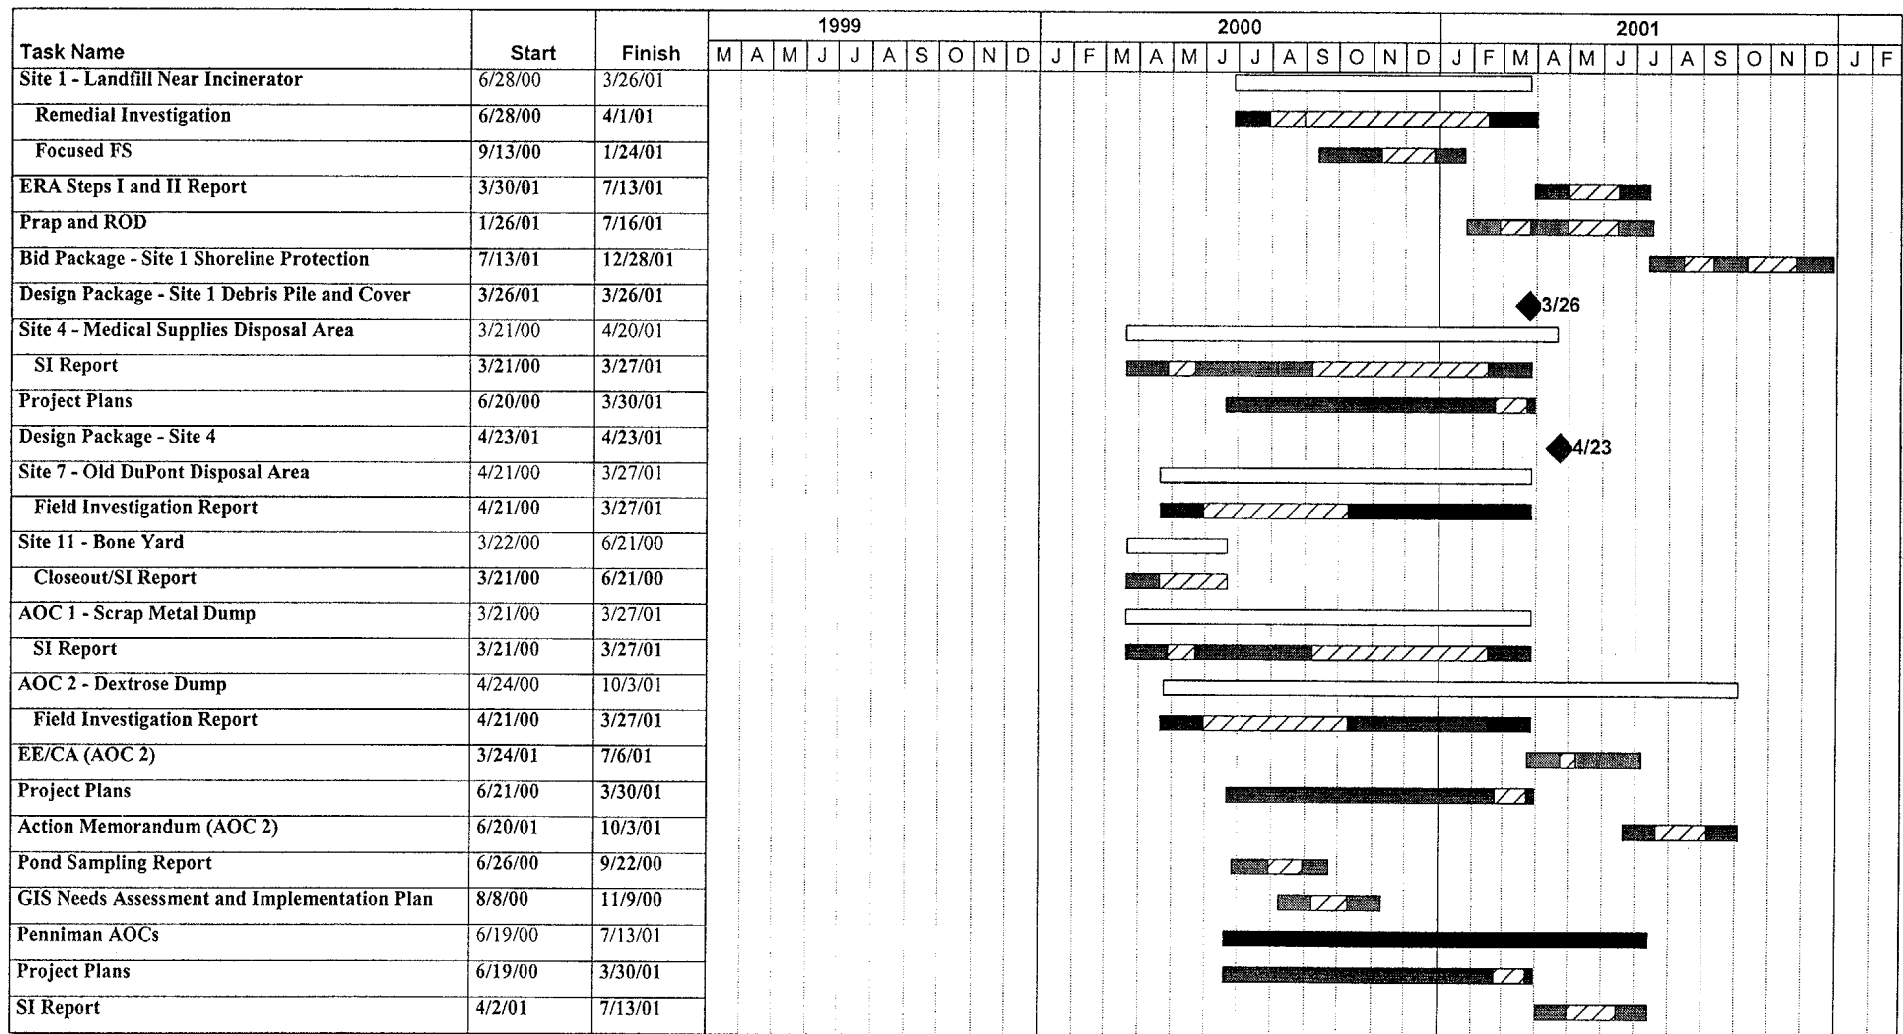 1999 2000 2001
Task Name Start Finish M A M J J A S O N D J F M A M J J A S O N D J F M A M J J A S O N D J F
Site 1 - Landfill Near Incinerator 6/28/00 3/26/01
Remedial Investigation 6/28/00 4/1/01
Focused FS 9/13/00 1/24/01
ERA Steps I and II Report 3/30/01 7/13/01
Prap and ROD 1/26/01 7/16/01
Bid Package - Site 1 Shoreline Protection 7/13/01 12/28/01
Design Package - Site 1 Debris Pile and Cover 3/26/01 3/26/01 3/26
Site 4 - Medical Supplies Disposal Area 3/21/00 4/20/01
SI Report 3/21/00 3/27/01
Project Plans 6/20/00 3/30/01
Design Package - Site 4 4/23/01 4/23/01 4/23
Site 7 - Old DuPont Disposal Area 4/21/00 3/27/01
Field Investigation Report 4/21/00 3/27/01
Site 11 - Bone Yard 3/22/00 6/21/00
Closeout/SI Report 3/21/00 6/21/00
AOC 1 - Scrap Metal Dump 3/21/00 3/27/01
SI Report 3/21/00 3/27/01
AOC 2 - Dextrose Dump 4/24/00 10/3/01
Field Investigation Report 4/21/00 3/27/01
EE/CA (AOC 2) 3/24/01 7/6/01
Project Plans 6/21/00 3/30/01
Action Memorandum (AOC 2) 6/20/01 10/3/01
Pond Sampling Report 6/26/00 9/22/00
GIS Needs Assessment and Implementation Plan 8/8/00 11/9/00
Penniman AOCs 6/19/00 7/13/01
Project Plans 6/19/00 3/30/01
SI Report 4/2/01 7/13/01